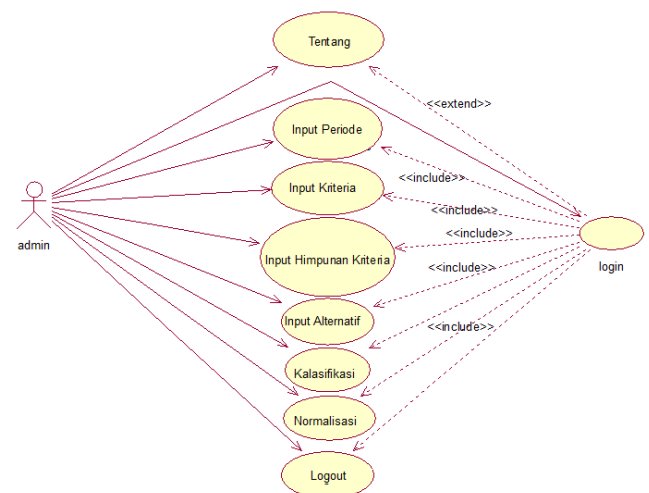 Tentang
<<extend>>
Input Periode
<<include>>
Input Kriteria
<<include>>
<<include>>
admin
Input Himpunan Kriteria
<<include>>
login
Input Alternatif
<<include>>
Kalasifikasi
Normalisasi
Logout